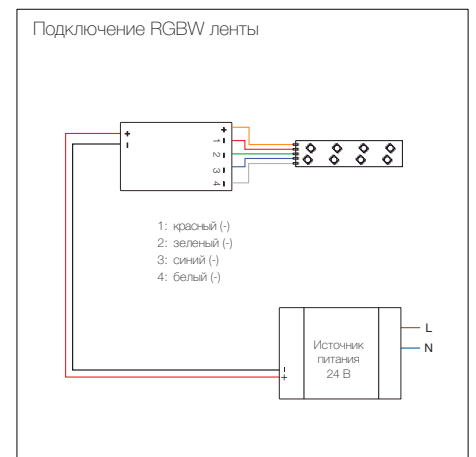 Подключение RGBW ленты
+
+
-
1 -
2 -
3 -
4 -
1: красный (-)
2: зеленый (-)
3: синий (-)
4: белый (-)
Источник
питания
24 В
-
+
L
N